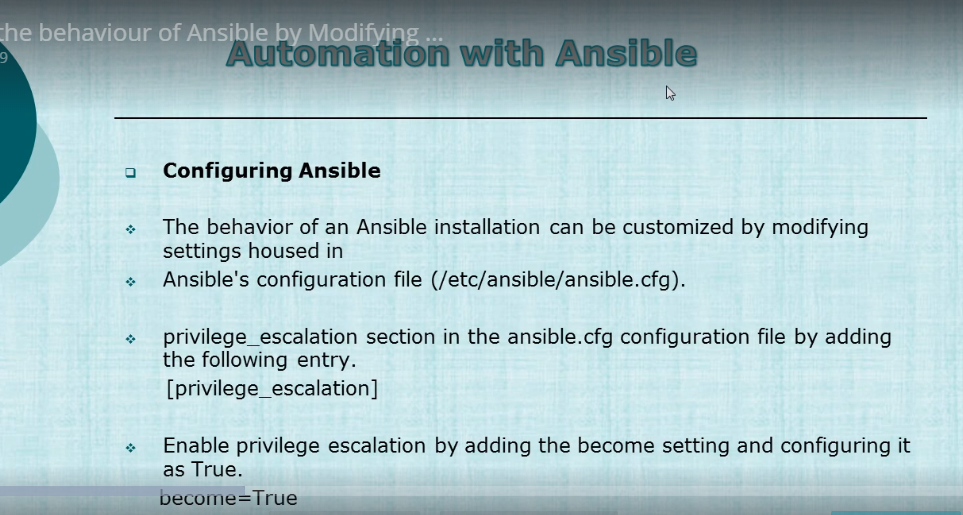 the behaviour of Ansible by Modifying ...
9
Automation with Ansible
Configuring Ansible
The behavior of an Ansible installation can be customized by modifying
settings housed in
Ansible's configuration file (/etc/ansible/ansible.cfg).
privilege_escalation section in the ansible.cfg configuration file by adding
the following entry.
[privilege_escalation]
Enable privilege escalation by adding the become setting and configuring it
as True.
become=True